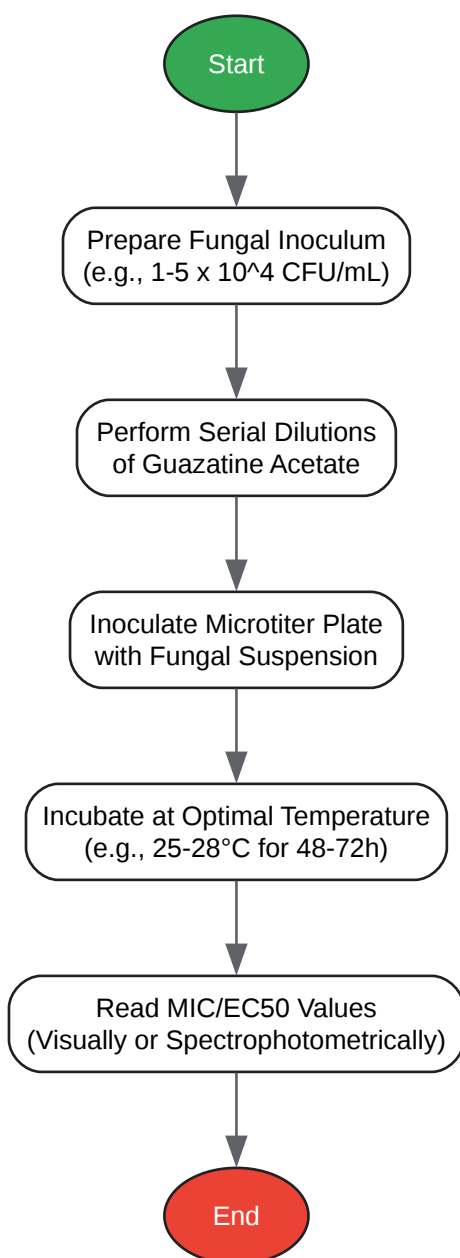 Start
Prepare Fungal Inoculum
(e.g., 1-5 x 10^4 CFU/mL)
Perform Serial Dilutions
of Guazatine Acetate
Inoculate Microtiter Plate
with Fungal Suspension
Incubate at Optimal Temperature
(e.g., 25-28°C for 48-72h)
Read MIC/EC50 Values
(Visually or Spectrophotometrically)
End